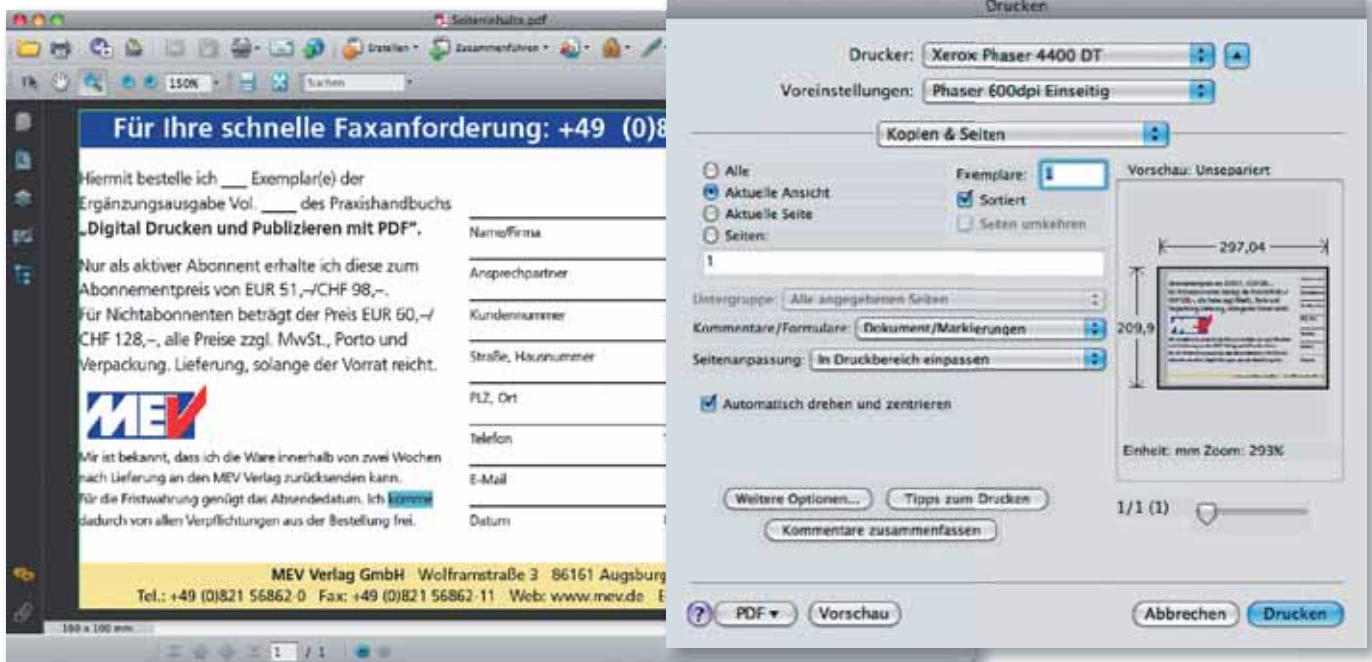 Seiteninhalte.pdf
Erstellen
Zusammenführen
150%
Suchen
Für Ihre schnelle Faxanforderung: +49 (0)8
Hiermit bestelle ich ___ Exemplar(e) der
Ergänzungsausgabe Vol. ____ des Praxishandbuchs
„Digital Drucken und Publizieren mit PDF“.
Nur als aktiver Abonnent erhalte ich diese zum
Abonnementpreis von EUR 51,–/CHF 98,–.
Für Nichtabonnenten beträgt der Preis EUR 60,–/
CHF 128,–, alle Preise zzgl. MwSt., Porto und
Verpackung. Lieferung, solange der Vorrat reicht.
MEV
Mir ist bekannt, dass ich die Ware innerhalb von zwei Wochen
nach Lieferung an den MEV Verlag zurücksenden kann.
Für die Fristwahrung genügt das Absendedatum. Ich komme
dadurch von allen Verpflichtungen aus der Bestellung frei.
Name/Firma
Ansprechpartner
Kundennummer
Straße, Hausnummer
PLZ, Ort
Telefon
E-Mail
Datum
MEV Verlag GmbH Wolframstraße 3 86161 Augsburg
Tel.: +49 (0)821 56862-0 Fax: +49 (0)821 56862-11 Web: www.mev.de E
160 x 100 mm
1 / 1
Drucken
Drucker: Xerox Phaser 4400 DT
Voreinstellungen: Phaser 600dpi Einseitig
Kopien & Seiten
Alle
Aktuelle Ansicht
Aktuelle Seite
Seiten:
1
Exemplare: 1
Sortiert
Seiten umkehren
Untergruppe: Alle angegebenen Seiten
Kommentare/Formulare: Dokument/Markierungen
Seitenanpassung: In Druckbereich einpassen
Automatisch drehen und zentrieren
Weitere Optionen...
Tipps zum Drucken
Kommentare zusammenfassen
Vorschau: Unsepariert
297,04
209,9
Einheit: mm Zoom: 293%
1/1 (1)
?
PDF
Vorschau
Abbrechen
Drucken